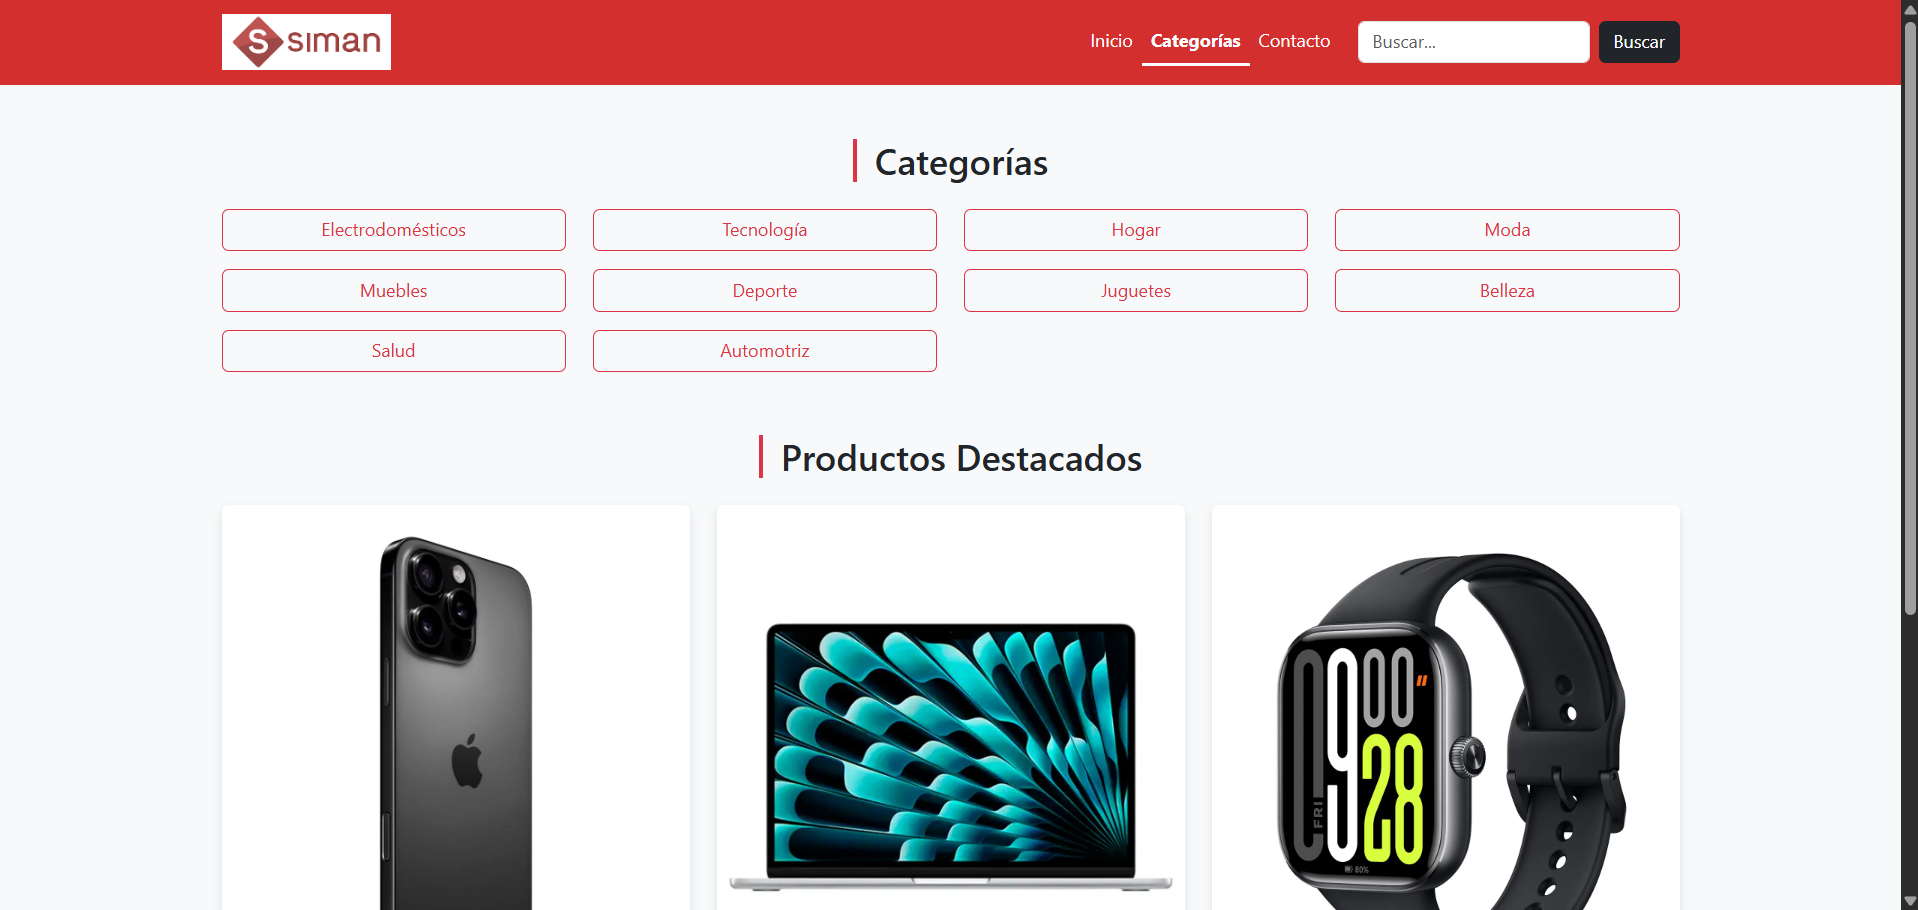 S SIMAN
Inicio Categorías Contacto Buscar... Buscar
Categorías
Electrodomésticos Tecnología Hogar Moda
Muebles Deporte Juguetes Belleza
Salud Automotriz
Productos Destacados
09 00
28
FRI
80%